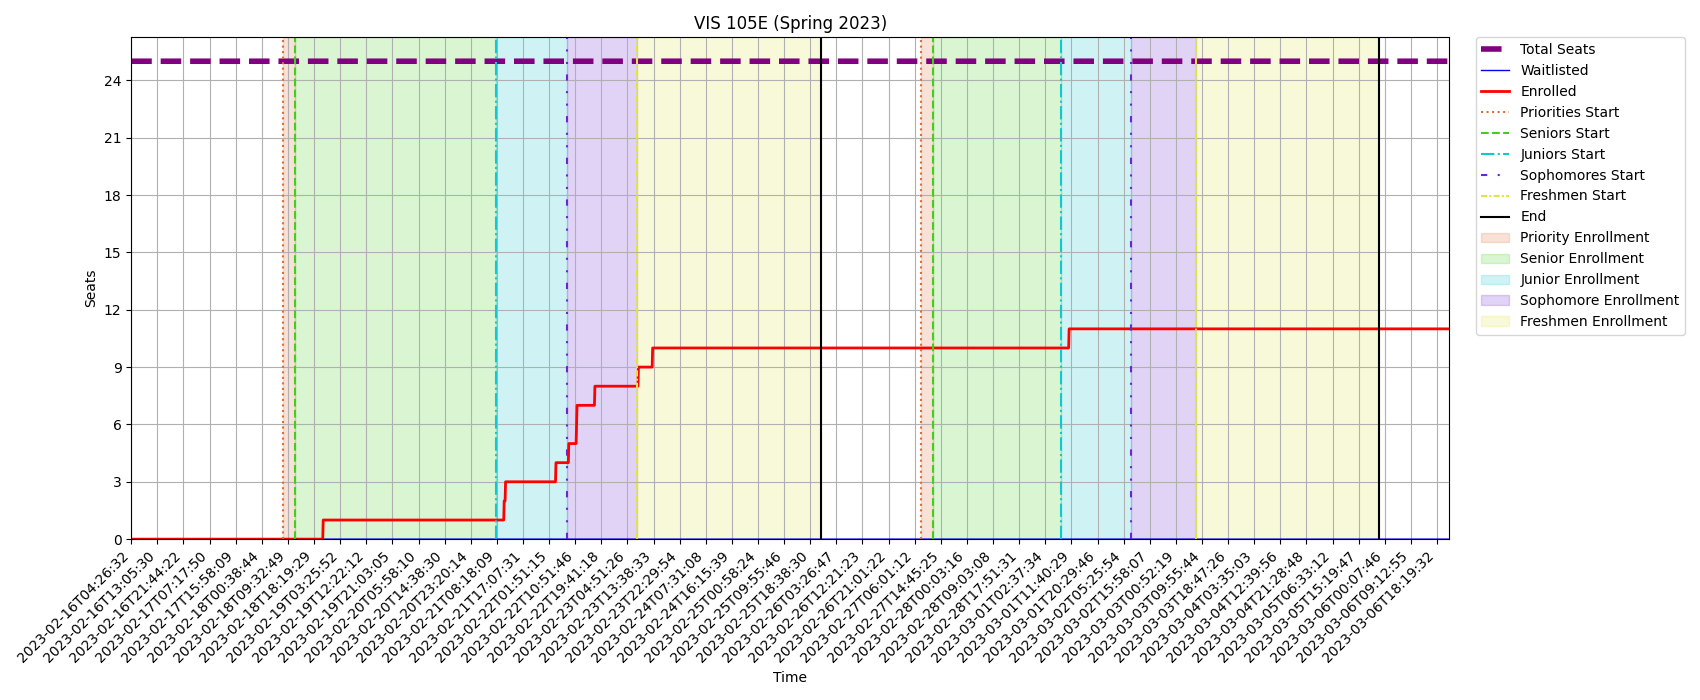 VIS 105E (Spring 2023)
Seats
24
21
18
15
12
9
6
3
0
2023-02-16T04:26:32
2023-02-16T13:05:30
2023-02-16T21:44:22
2023-02-17T07:17:50
2023-02-17T15:58:09
2023-02-18T00:38:44
2023-02-18T09:32:49
2023-02-18T18:19:29
2023-02-19T03:25:52
2023-02-19T12:22:12
2023-02-19T21:03:05
2023-02-20T05:58:10
2023-02-20T14:38:30
2023-02-20T23:20:14
2023-02-21T08:18:09
2023-02-21T17:07:31
2023-02-22T01:51:15
2023-02-22T10:51:46
2023-02-22T19:41:18
2023-02-23T04:51:26
2023-02-23T13:38:33
2023-02-23T22:29:54
2023-02-24T07:31:08
2023-02-24T16:15:39
2023-02-25T00:58:24
2023-02-25T09:55:46
2023-02-25T18:38:30
2023-02-26T03:26:47
2023-02-26T12:21:23
2023-02-26T21:01:22
2023-02-27T06:01:12
2023-02-27T14:45:25
2023-02-28T00:03:16
2023-02-28T09:03:08
2023-02-28T17:51:31
2023-03-01T02:37:34
2023-03-01T11:40:29
2023-03-01T20:29:46
2023-03-02T05:25:54
2023-03-02T15:58:07
2023-03-03T00:52:19
2023-03-03T09:55:44
2023-03-03T18:47:26
2023-03-04T03:35:03
2023-03-04T12:39:56
2023-03-04T21:28:48
2023-03-05T06:33:12
2023-03-05T15:19:47
2023-03-06T00:07:46
2023-03-06T09:12:55
2023-03-06T18:19:32
Time
Total Seats
Waitlisted
Enrolled
Priorities Start
Seniors Start
Juniors Start
Sophomores Start
Freshmen Start
End
Priority Enrollment
Senior Enrollment
Junior Enrollment
Sophomore Enrollment
Freshmen Enrollment